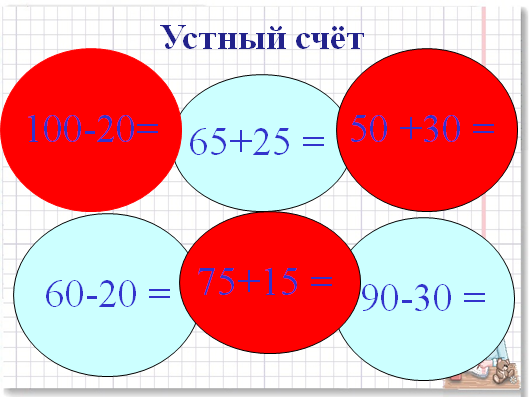 Устный счёт
100-20=
65+25 =
50 +30 =
60-20 =
75+15 =
90-30 =